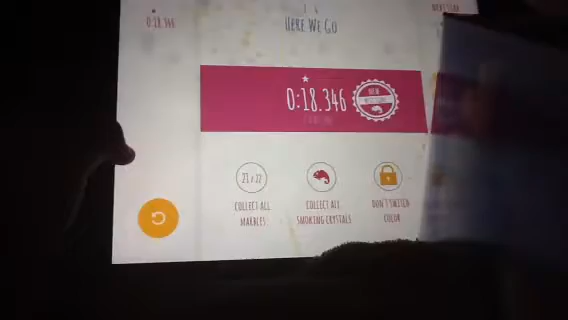 HERE WE GO
0:18.346
0:18.346
NEW
21 / 22
COLLECT ALL
MARBLES
COLLECT ALL
SMOKING CRYSTALS
DON'T SWITCH
COLOR